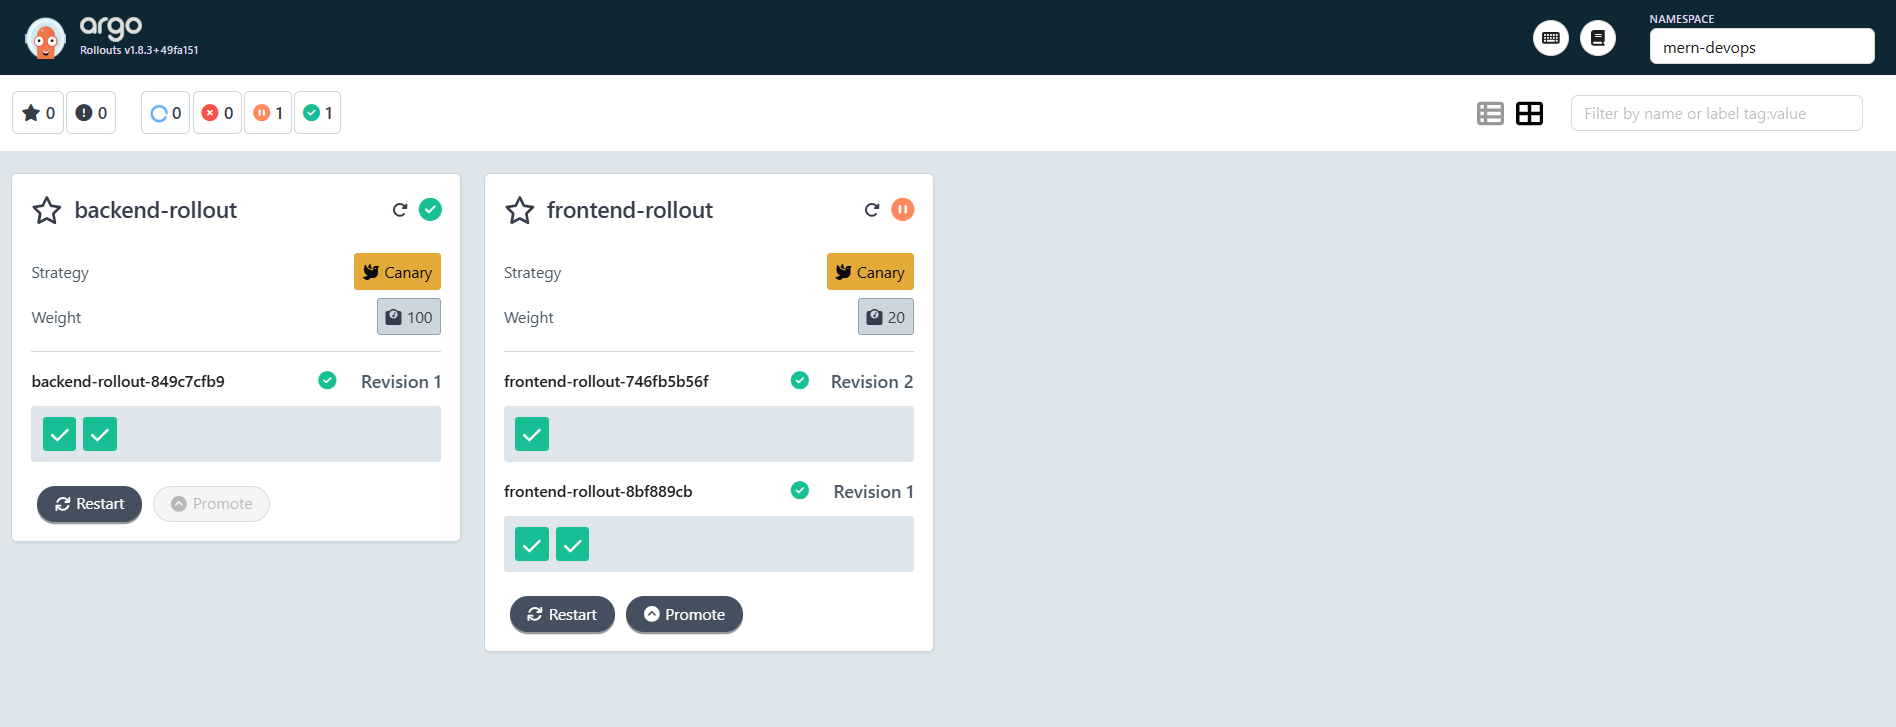 argo
Rollouts v1.8.3+49fa151
NAMESPACE
mern-devops
0 0 0 0 1 1
Filter by name or label tag:value
backend-rollout
Strategy Canary
Weight 100
backend-rollout-849c7cfb9 Revision 1
Restart Promote
frontend-rollout
Strategy Canary
Weight 20
frontend-rollout-746fb5b56f Revision 2
frontend-rollout-8bf889cb Revision 1
Restart Promote